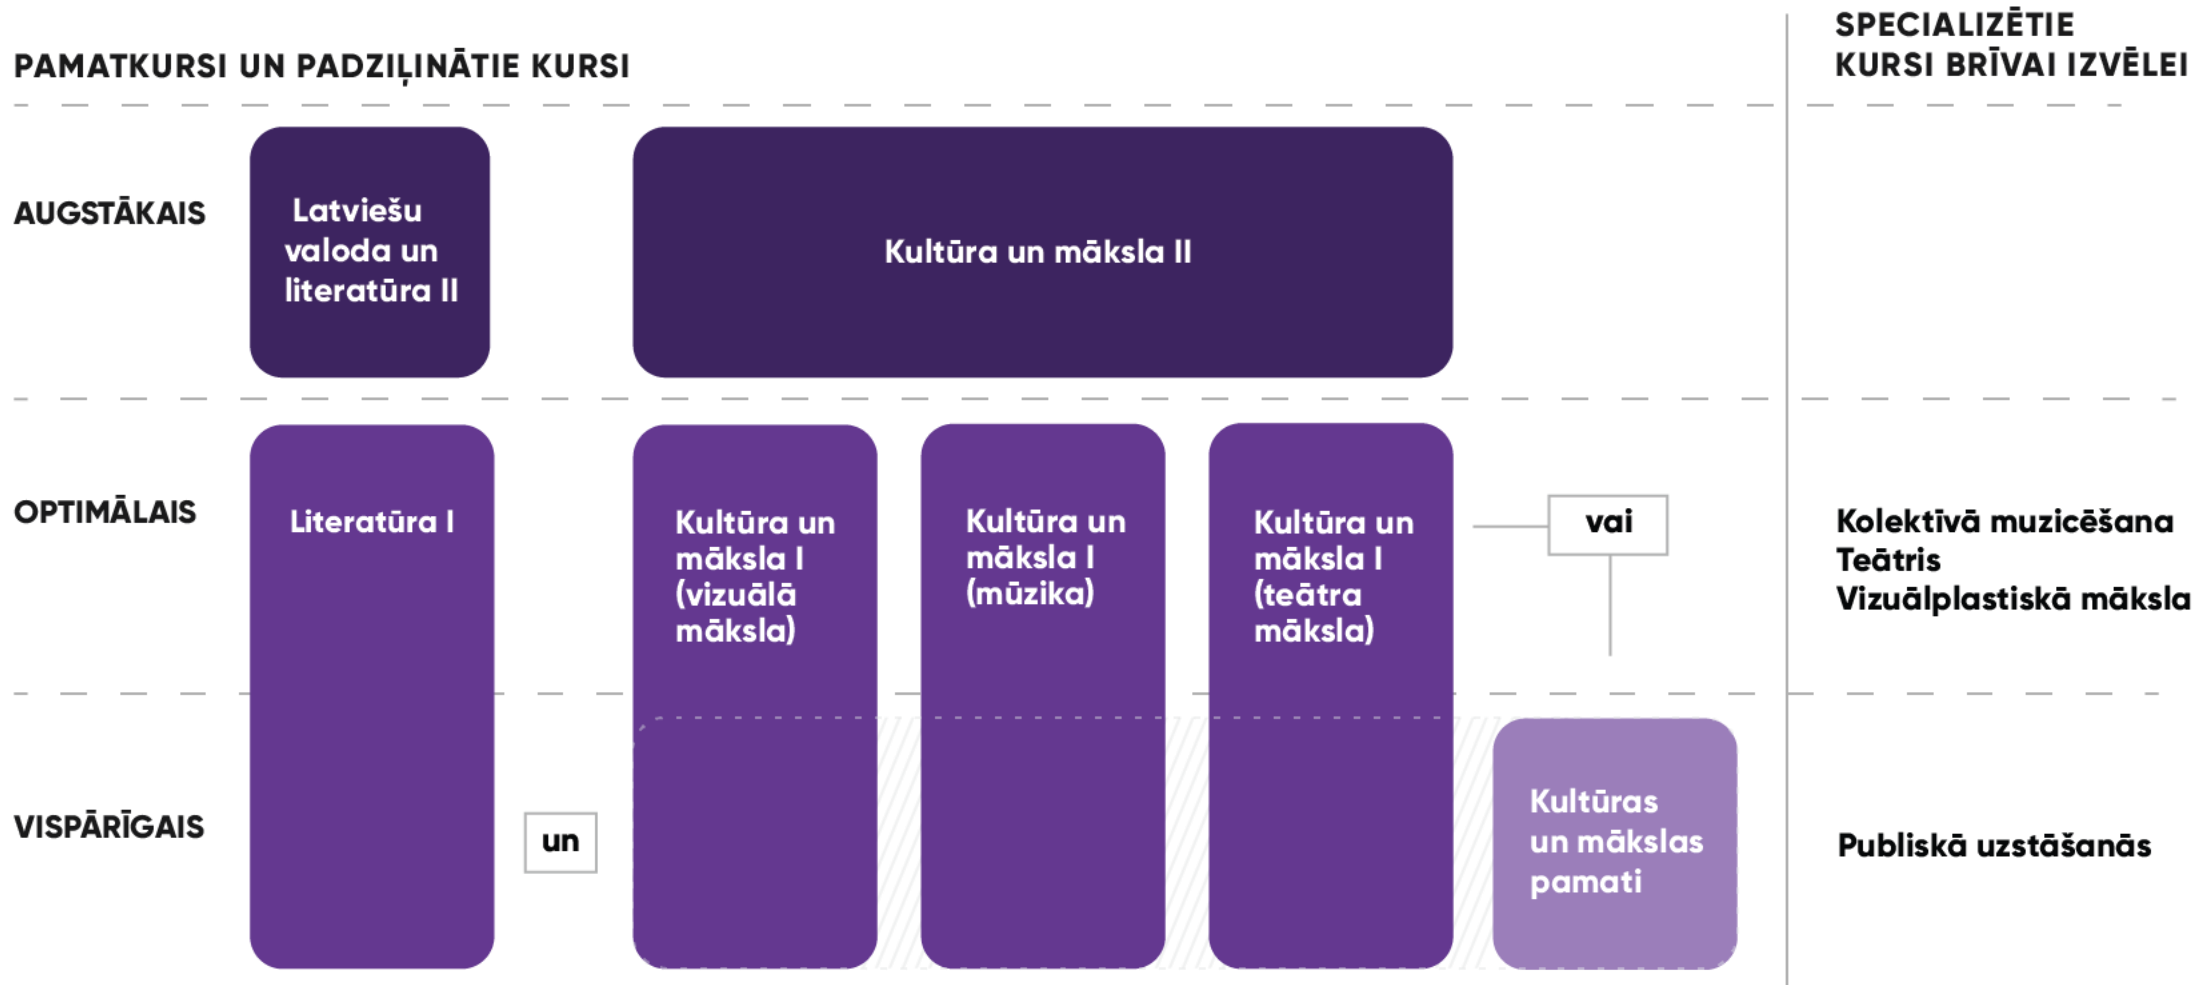 PAMATKURSI UN PADZIĻINĀTIE KURSI
SPECIALIZĒTIE
KURSI BRĪVAI IZVĒLEI
AUGSTĀKAIS
Latviešu
valoda un
literatūra II
Kultūra un māksla II
OPTIMĀLAIS
Literatūra I
Kultūra un
māksla I
(vizuālā
māksla)
Kultūra un
māksla I
(mūzika)
Kultūra un
māksla I
(teātra
māksla)
vai
Kolektīvā muzicēšana
Teātris
Vizuālplastiskā māksla
VISPĀRĪGAIS
un
Kultūras
un mākslas
pamati
Publiskā uzstāšanās